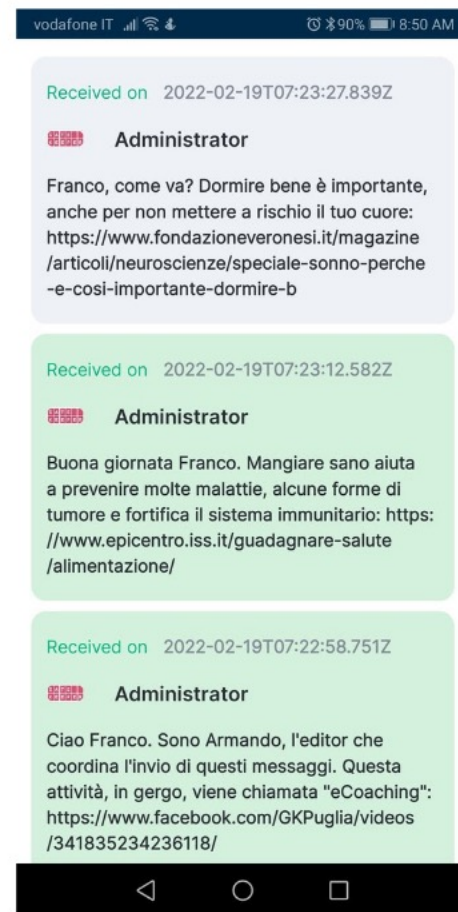 vodafone IT 90% 8:50 AM
Received on 2022-02-19T07:23:27.839Z
Administrator
Franco, come va? Dormire bene è importante,
anche per non mettere a rischio il tuo cuore:
https://www.fondazioneveronesi.it/magazine
/articoli/neuroscienze/speciale-sonno-perche
-e-cosi-importante-dormire-b
Received on 2022-02-19T07:23:12.582Z
Administrator
Buona giornata Franco. Mangiare sano aiuta
a prevenire molte malattie, alcune forme di
tumore e fortifica il sistema immunitario: https:
//www.epicentro.iss.it/guadagnare-salute
/alimentazione/
Received on 2022-02-19T07:22:58.751Z
Administrator
Ciao Franco. Sono Armando, l'editor che
coordina l'invio di questi messaggi. Questa
attività, in gergo, viene chiamata "eCoaching":
https://www.facebook.com/GKPuglia/videos
/341835234236118/